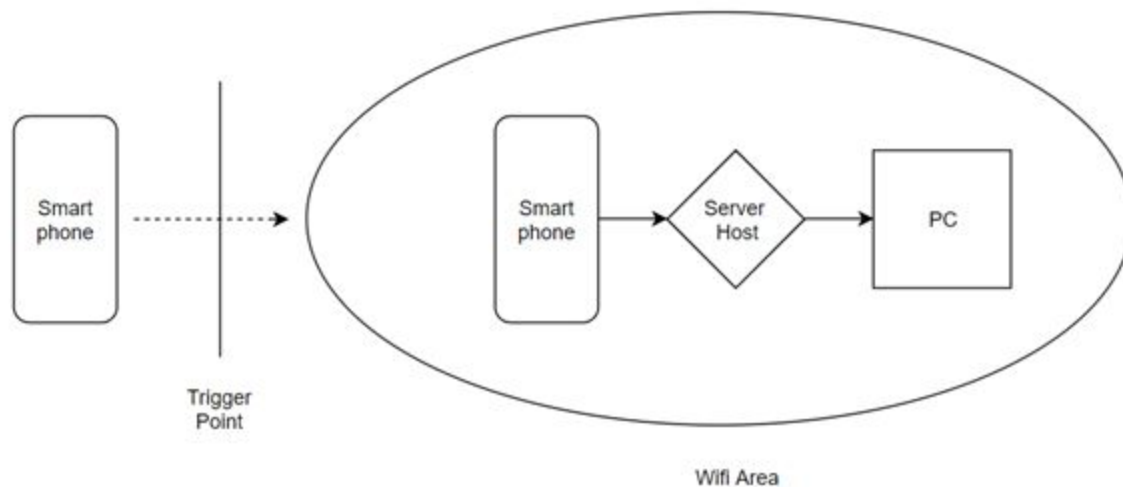 Smart
phone
Trigger
Point
Smart
phone
Server
Host
PC
Wifi Area